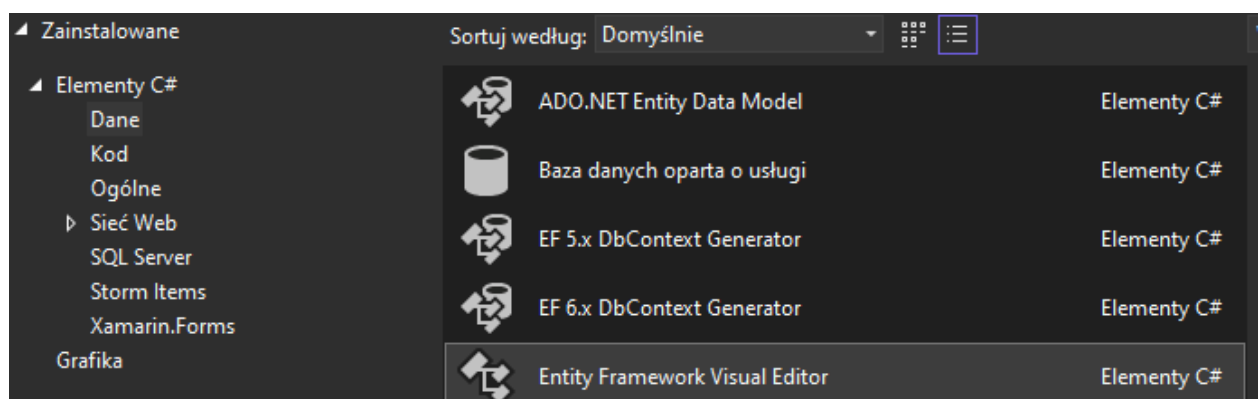 Zainstalowane
Sortuj według: Domyślnie
Elementy C#
Dane
Kod
Ogólne
Sieć Web
SQL Server
Storm Items
Xamarin.Forms
Grafika
ADO.NET Entity Data Model Elementy C#
Baza danych oparta o usługi Elementy C#
EF 5.x DbContext Generator Elementy C#
EF 6.x DbContext Generator Elementy C#
Entity Framework Visual Editor Elementy C#